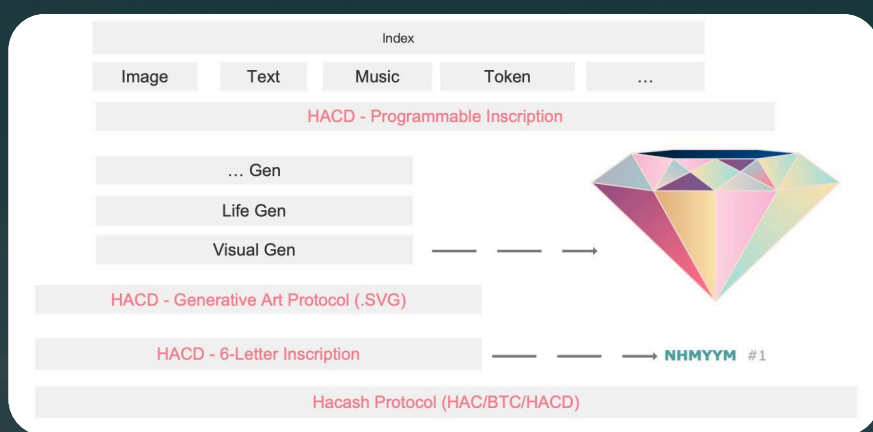 Index
Image Text Music Token ...
HACD - Programmable Inscription
... Gen
Life Gen
Visual Gen
HACD - Generative Art Protocol (.SVG)
HACD - 6-Letter Inscription
NHMYYM #1
Hacash Protocol (HAC/BTC/HACD)